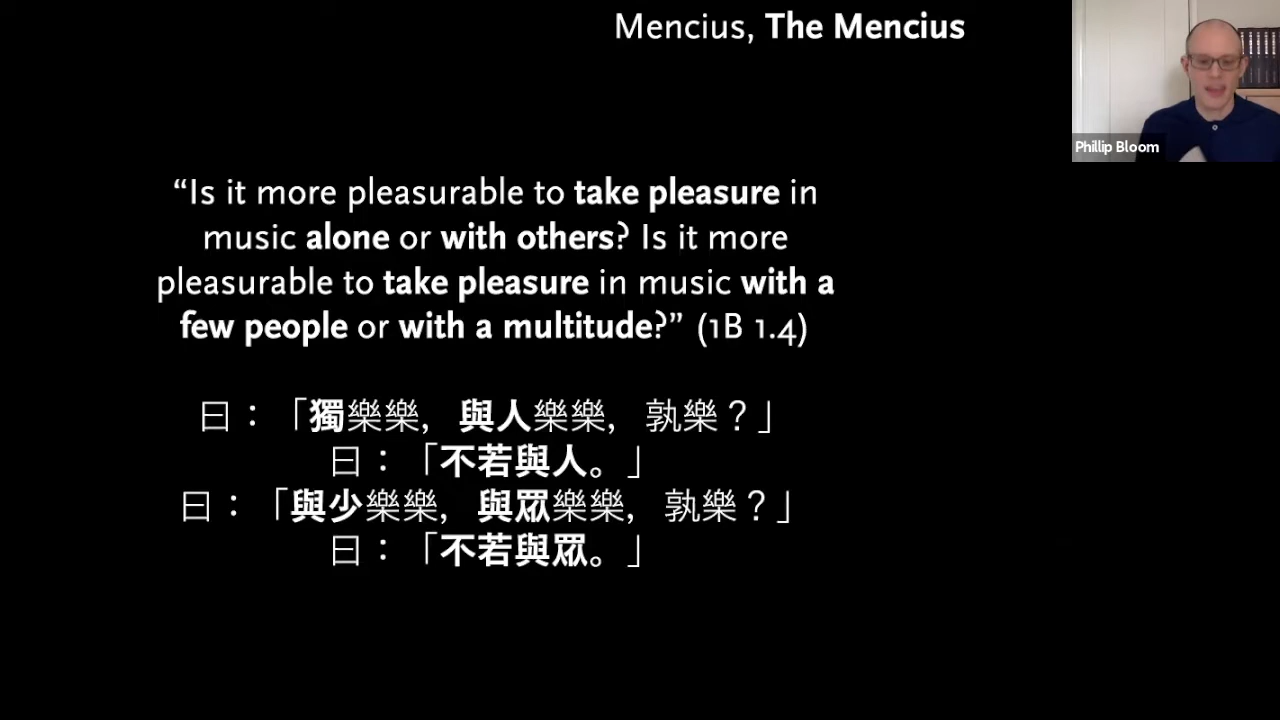 Mencius, The Mencius
Phillip Bloom
“Is it more pleasurable to take pleasure in
music alone or with others? Is it more
pleasurable to take pleasure in music with a
few people or with a multitude?” (1B 1.4)
曰：「獨樂樂，與人樂樂，孰樂？」
曰：「不若與人。」
曰：「與少樂樂，與眾樂樂，孰樂？」
曰：「不若與眾。」